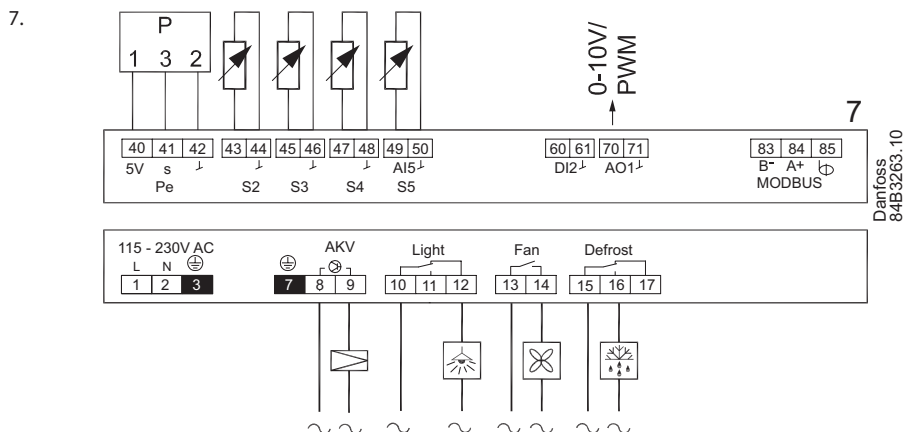 7.
P
1 3 2
0-10V/
PWM
7
40 41 42 43 44 45 46 47 48 49 50 60 61 70 71 83 84 85
5V s ⏊ AI5⏊ DI2⏊ AO1⏊ B- A+
Pe S2 S3 S4 S5 MODBUS
Danfoss
84B3263.10
115 - 230V AC AKV Light Fan Defrost
L N
1 2 3 7 8 9 10 11 12 13 14 15 16 17